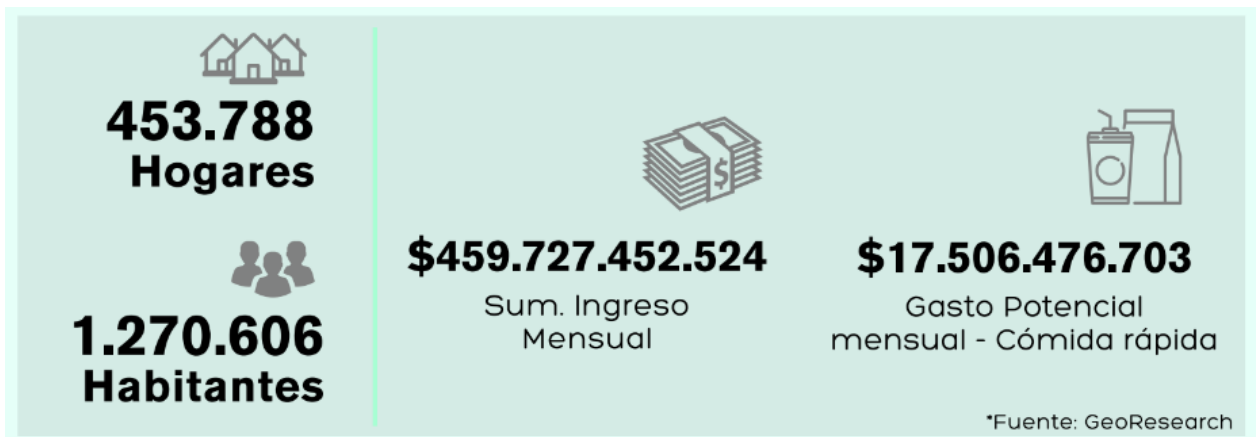 453.788
Hogares
1.270.606
Habitantes
$459.727.452.524
Sum. Ingreso
Mensual
$17.506.476.703
Gasto Potencial
mensual - Cómida rápida
*Fuente: GeoResearch